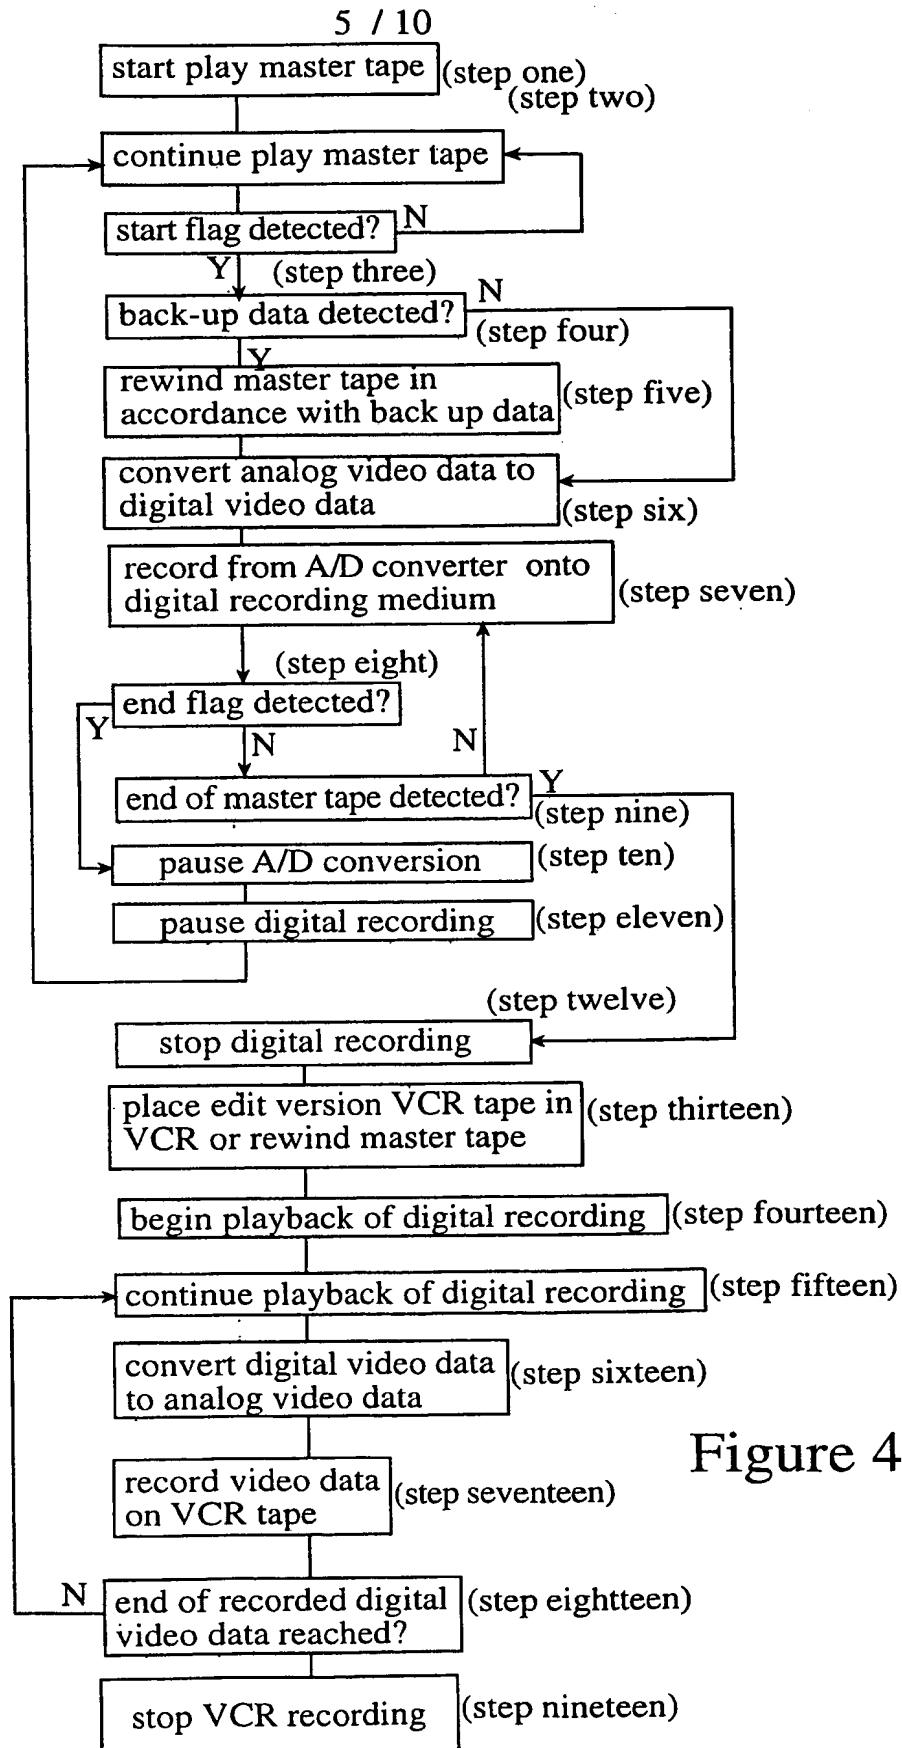 5 / 10
start play master tape
(step one)
(step two)
continue play master tape
start flag detected?
N
Y
(step three)
back-up data detected?
N
(step four)
Y
rewind master tape in
accordance with back up data
(step five)
convert analog video data to
digital video data
(step six)
record from A/D converter onto
digital recording medium
(step seven)
(step eight)
end flag detected?
Y
N
N
end of master tape detected?
Y
(step nine)
pause A/D conversion
(step ten)
pause digital recording
(step eleven)
(step twelve)
stop digital recording
place edit version VCR tape in
VCR or rewind master tape
(step thirteen)
begin playback of digital recording
(step fourteen)
continue playback of digital recording
(step fifteen)
convert digital video data
to analog video data
(step sixteen)
Figure 4
record video data
on VCR tape
(step seventeen)
N
end of recorded digital
video data reached?
(step eightteen)
stop VCR recording
(step nineteen)